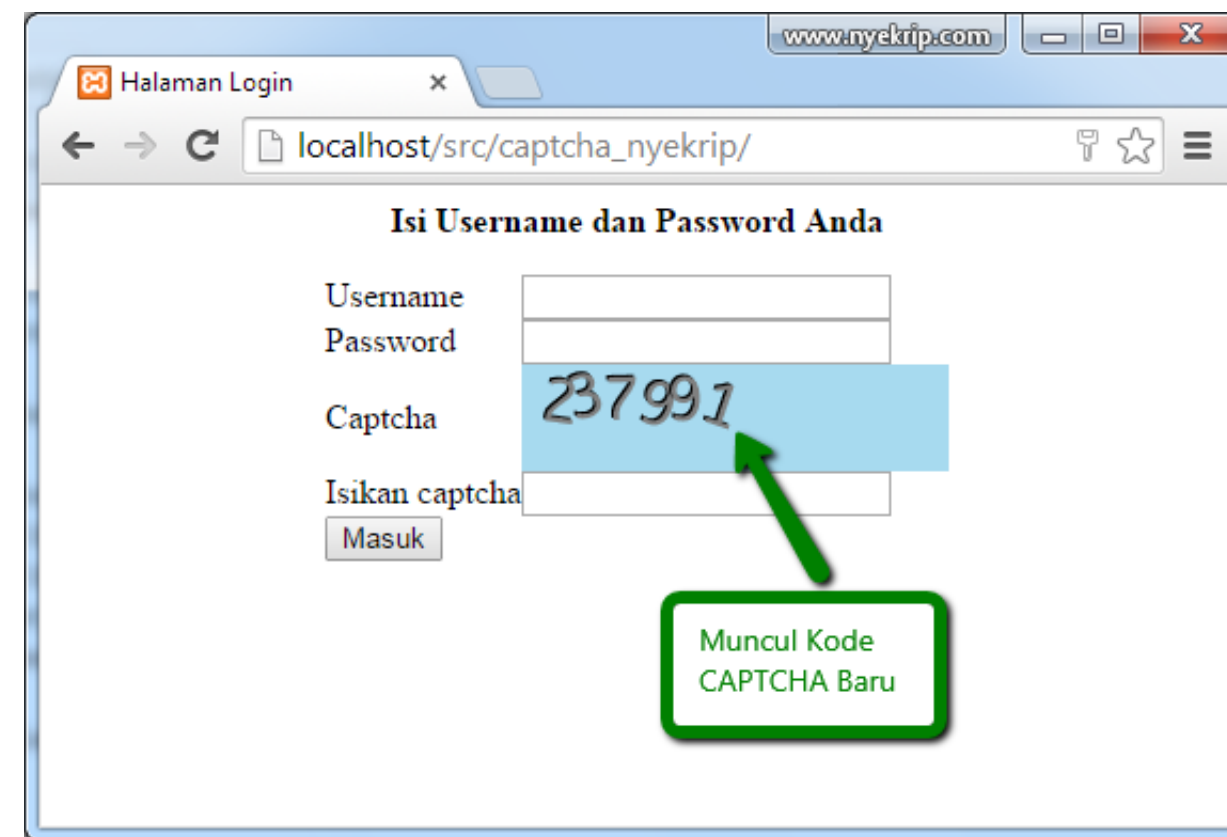 www.nyekrip.com
Halaman Login
localhost/src/captcha_nyekrip/
Isi Username dan Password Anda
Username
Password
Captcha 237991
Isikan captcha
Masuk
Muncul Kode
CAPTCHA Baru